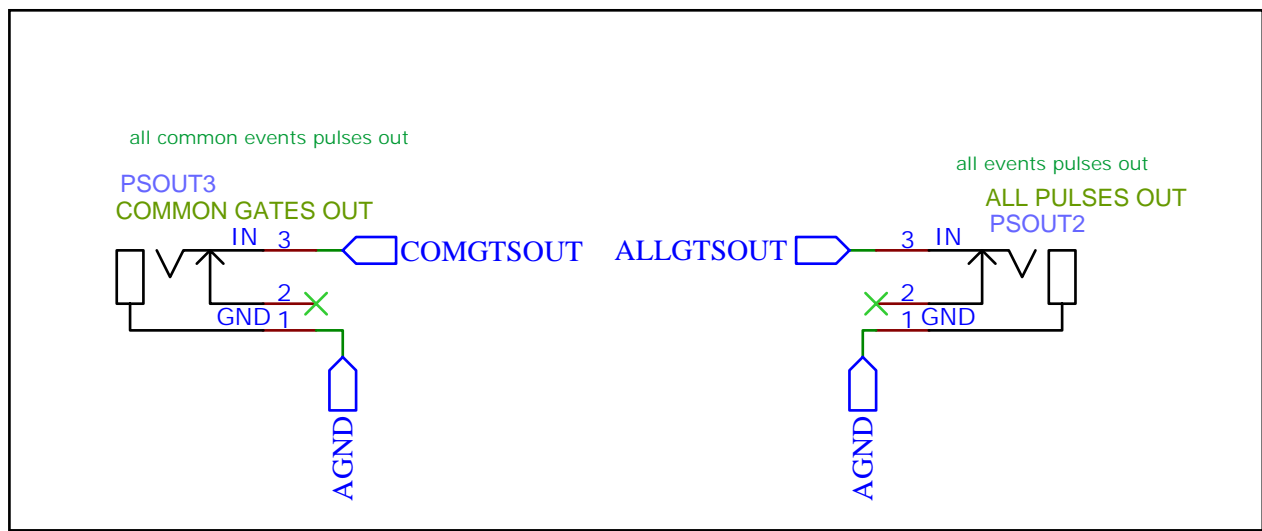 all common events pulses out
PSOUT3
COMMON GATES OUT
IN 3
COMGTSOUT
2
GND 1
AGND
all events pulses out
ALL PULSES OUT
PSOUT2
ALLGTSOUT
3 IN
2
1 GND
AGND